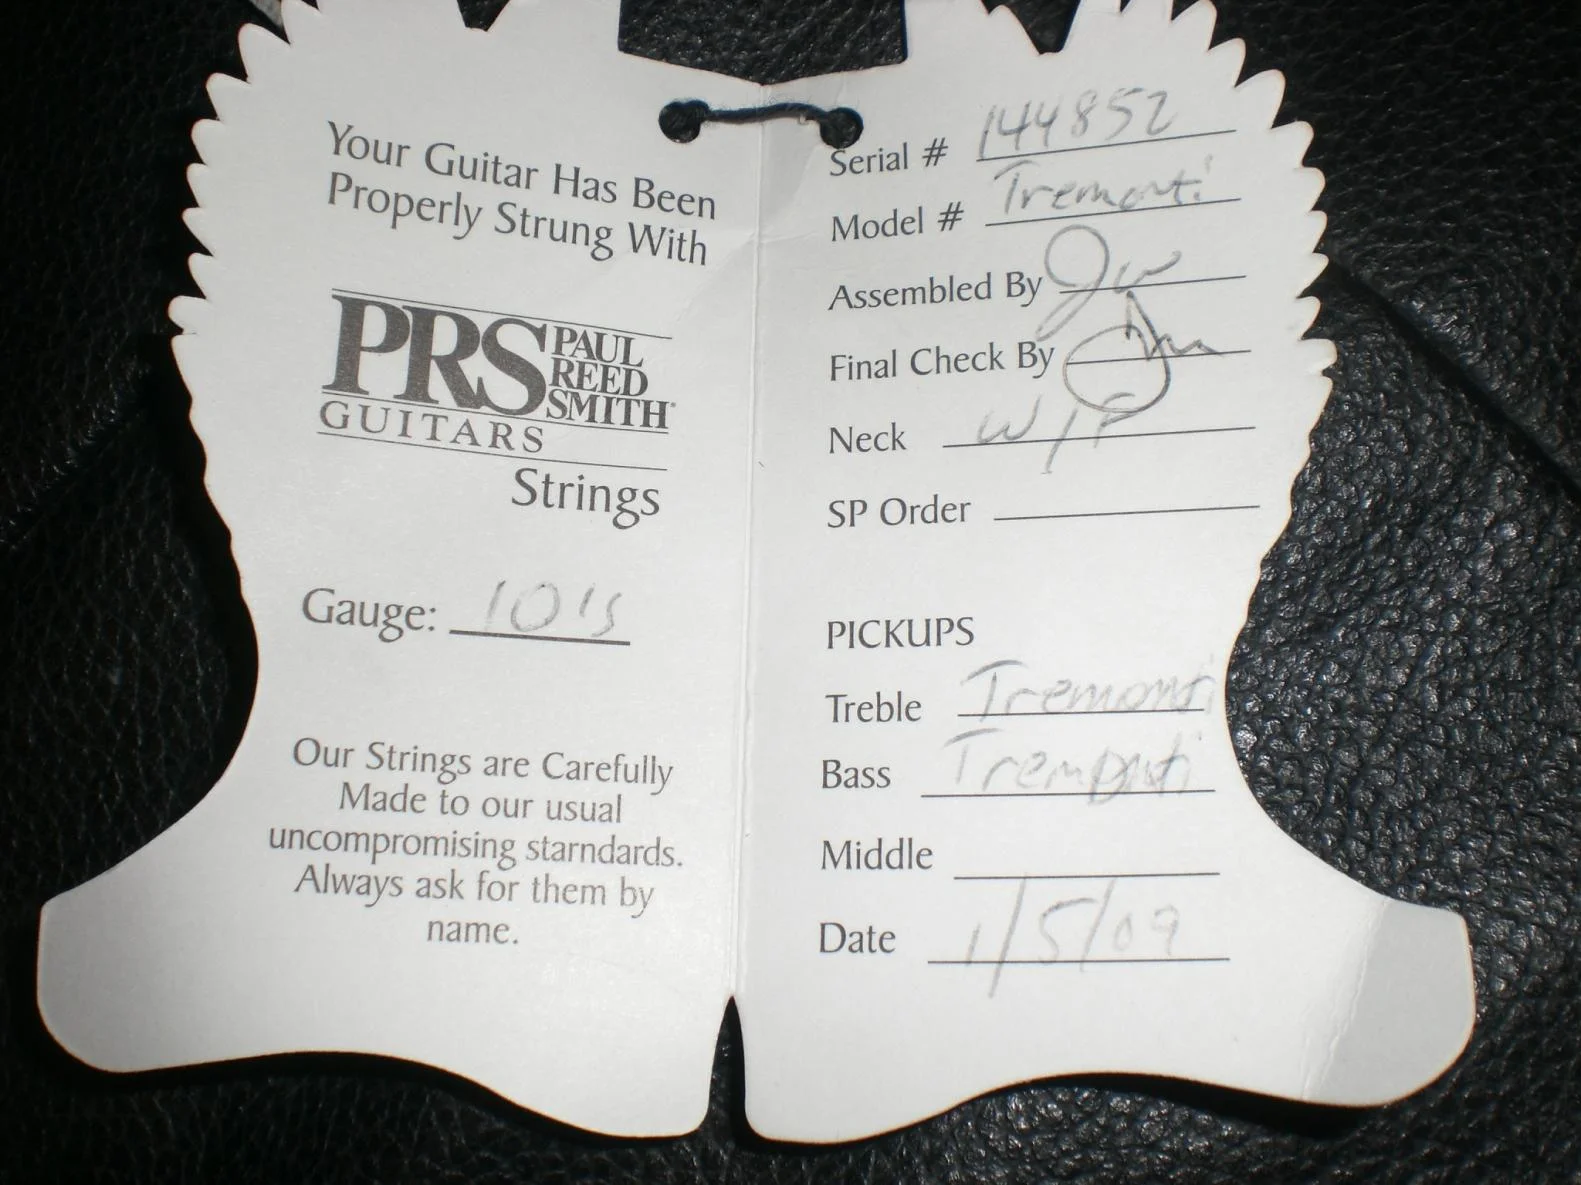 Your Guitar Has Been
Properly Strung With
PRS PAUL
REED
SMITH®
GUITARS
Strings
Gauge: 10's
Our Strings are Carefully
Made to our usual
uncompromising starndards.
Always ask for them by
name.
Serial # 144852
Model # Tremonti
Assembled By JW
Final Check By
Neck W/F
SP Order
PICKUPS
Treble Tremonti
Bass Tremonti
Middle
Date 1/5/09